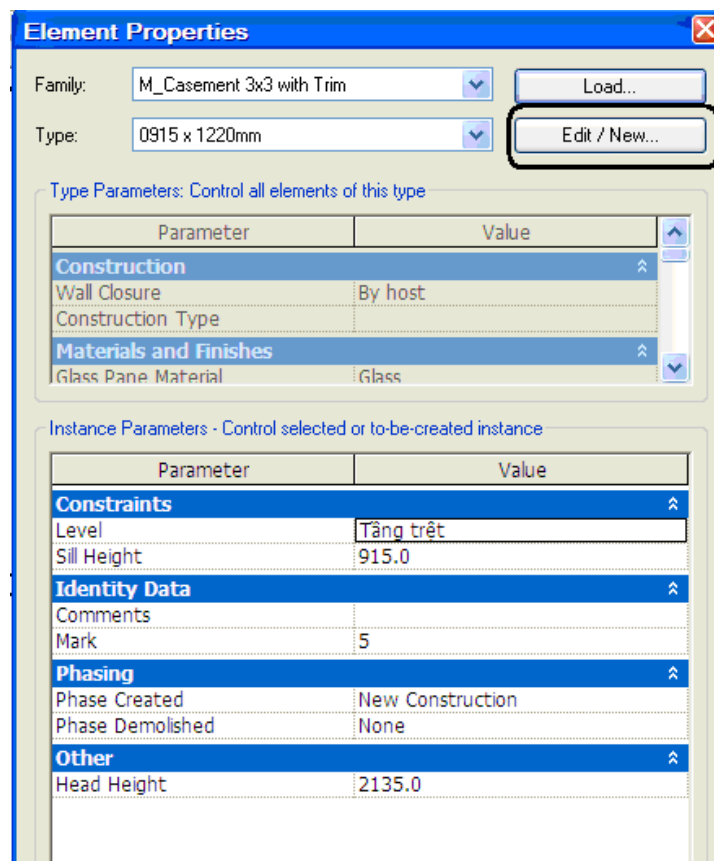 Element Properties
Family: M_Casement 3x3 with Trim Load...
Type: 0915 x 1220mm Edit / New...
Type Parameters: Control all elements of this type
Parameter Value
Construction
Wall Closure By host
Construction Type
Materials and Finishes
Glass Pane Material Glass
Instance Parameters - Control selected or to-be-created instance
Parameter Value
Constraints
Level Tầng trệt
Sill Height 915.0
Identity Data
Comments
Mark 5
Phasing
Phase Created New Construction
Phase Demolished None
Other
Head Height 2135.0